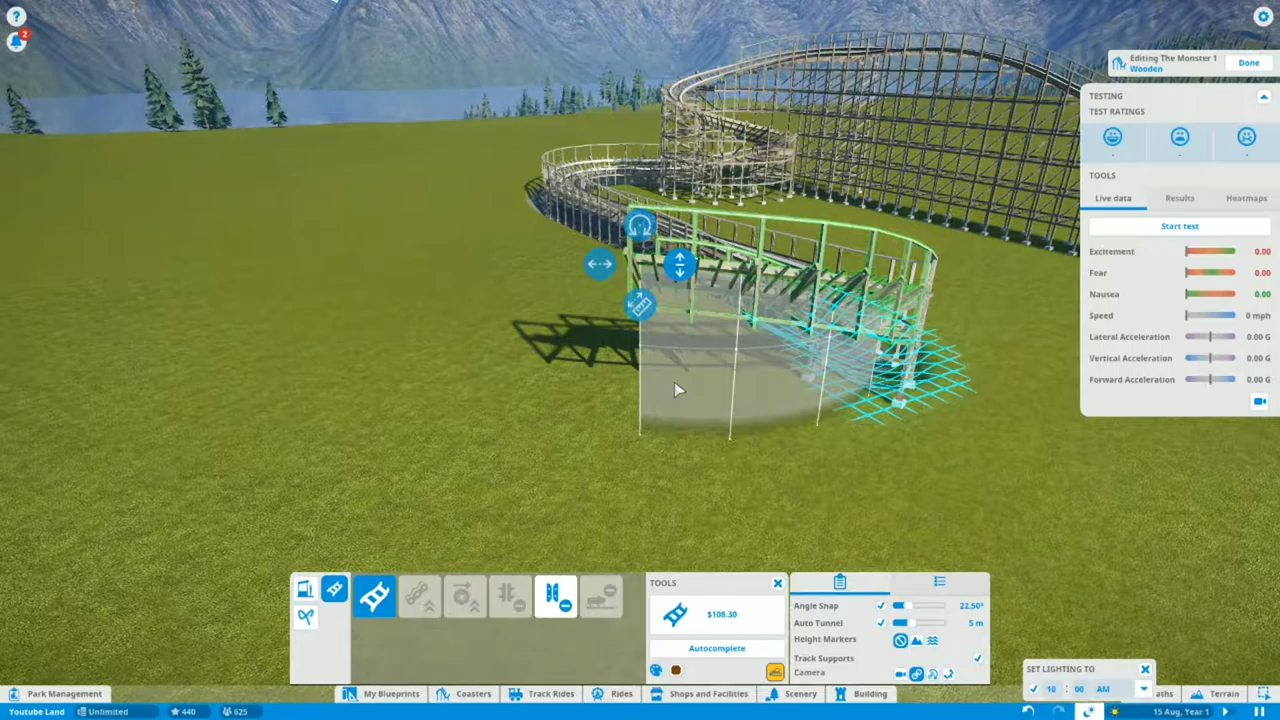 ?
2
Editing The Monster 1
Wooden
Done
TESTING
TEST RATINGS
- - -
TOOLS
Live data Results Heatmaps
Start test
Excitement 0.00
Fear 0.00
Nausea 0.00
Speed 0 mph
Lateral Acceleration 0.00 G
Vertical Acceleration 0.00 G
Forward Acceleration 0.00 G
TOOLS
$108.30
Autocomplete
Angle Snap 22.50°
Auto Tunnel 5 m
Height Markers
Track Supports
Camera
SET LIGHTING TO
10 : 00 AM
Park Management My Blueprints Coasters Track Rides Rides Shops and Facilities Scenery Building aths Terrain
Youtube Land Unlimited 440 625 15 Aug, Year 1